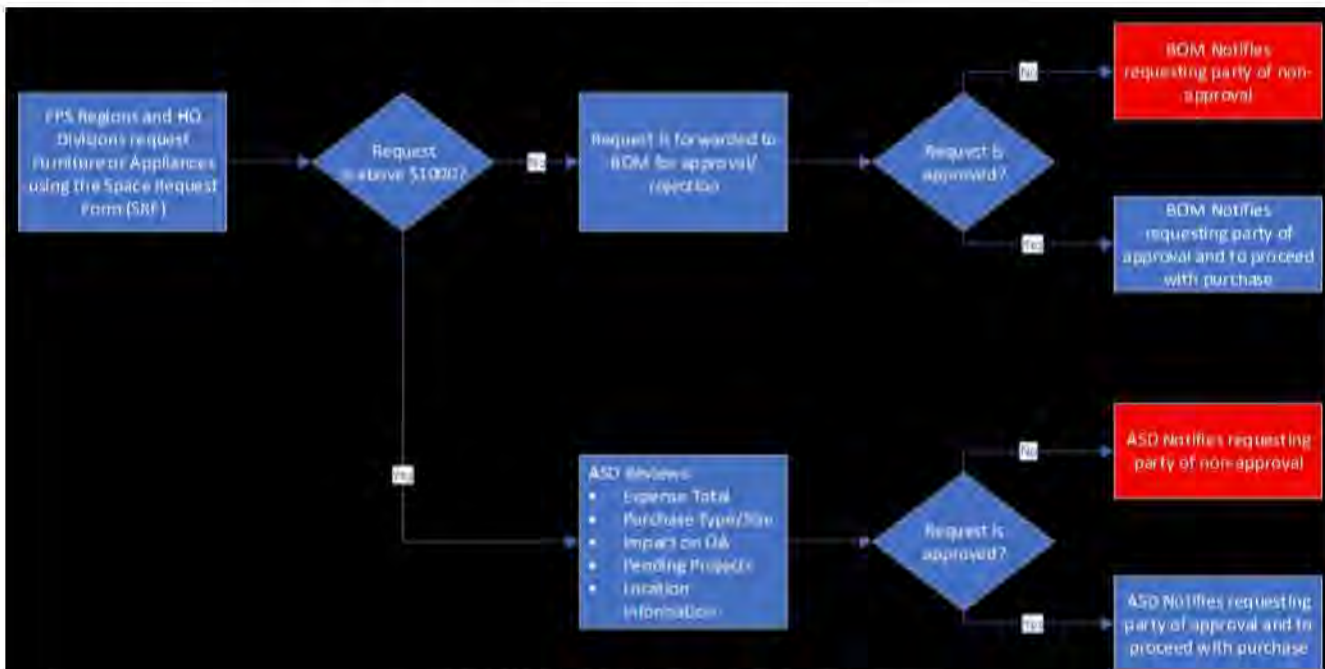 FPS Regions and HQ
Divisions request
Furniture or Appliances
using the Space Request
Form (SRF)
Request
is above $1000?
No
Request is forwarded to
BOM for approval/
rejection
Request is
approved?
No
BOM Notifies
requesting party of non-
approval
Yes
BOM Notifies
requesting party of
approval and to proceed
with purchase
Yes
ASD Reviews
• Expense Total
• Purchase Type/Size
• Impact on OA
• Pending Projects
• Location
Information
Request is
approved?
No
ASD Notifies requesting
party of non-approval
Yes
ASD Notifies requesting
party of approval and to
proceed with purchase